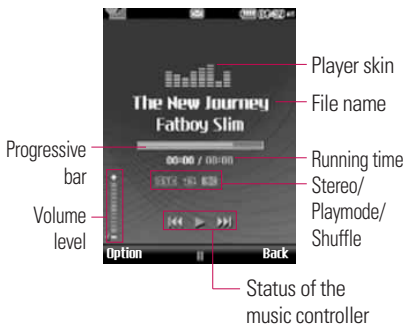 Player skin
The New Journey
File name
Fatboy Slim
Progressive
bar
00:00 / 00:00
Running time
Stereo/
Playmode/
Shuffle
Volume
level
Option
Back
Status of the
music controller